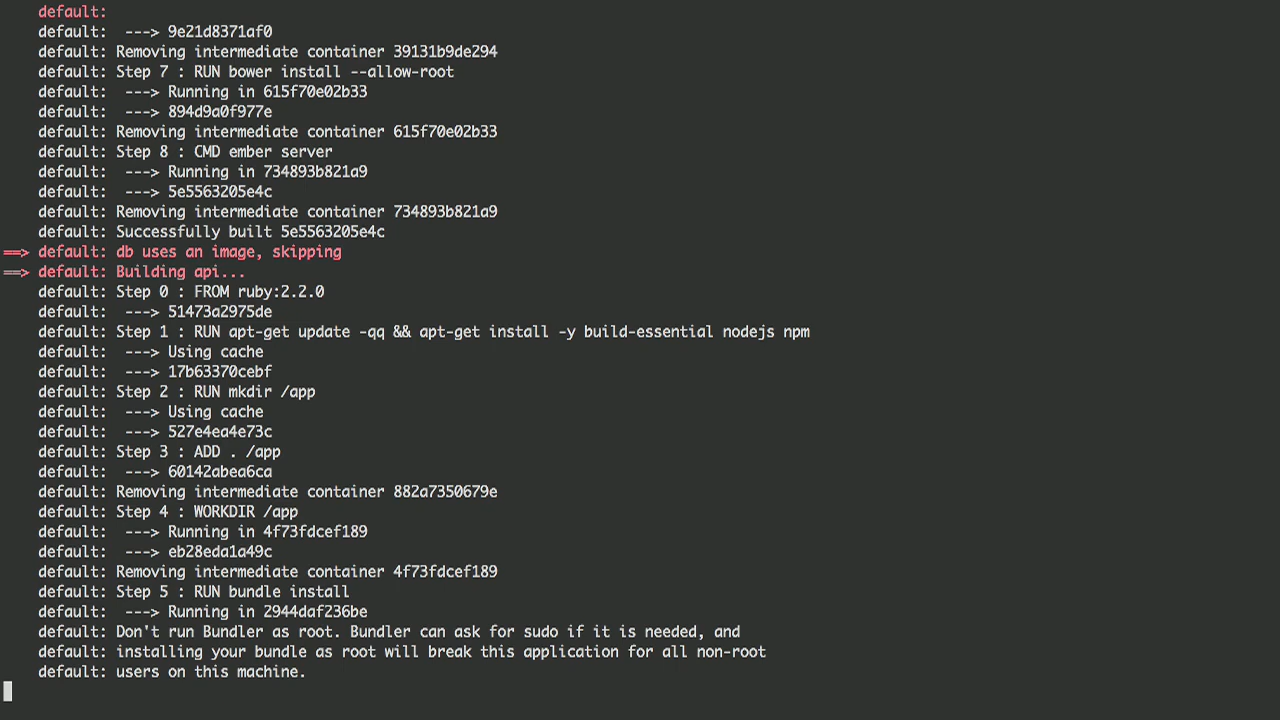 default:
default:  ---> 9e21d8371af0
default: Removing intermediate container 39131b9de294
default: Step 7 : RUN bower install --allow-root
default:  ---> Running in 615f70e02b33
default:  ---> 894d9a0f977e
default: Removing intermediate container 615f70e02b33
default: Step 8 : CMD ember server
default:  ---> Running in 734893b821a9
default:  ---> 5e5563205e4c
default: Removing intermediate container 734893b821a9
default: Successfully built 5e5563205e4c
==> default: db uses an image, skipping
==> default: Building api...
default: Step 0 : FROM ruby:2.2.0
default:  ---> 51473a2975de
default: Step 1 : RUN apt-get update -qq && apt-get install -y build-essential nodejs npm
default:  ---> Using cache
default:  ---> 17b63370cebf
default: Step 2 : RUN mkdir /app
default:  ---> Using cache
default:  ---> 527e4ea4e73c
default: Step 3 : ADD . /app
default:  ---> 60142abea6ca
default: Removing intermediate container 882a7350679e
default: Step 4 : WORKDIR /app
default:  ---> Running in 4f73fdcef189
default:  ---> eb28eda1a49c
default: Removing intermediate container 4f73fdcef189
default: Step 5 : RUN bundle install
default:  ---> Running in 2944daf236be
default: Don't run Bundler as root. Bundler can ask for sudo if it is needed, and
default: installing your bundle as root will break this application for all non-root
default: users on this machine.